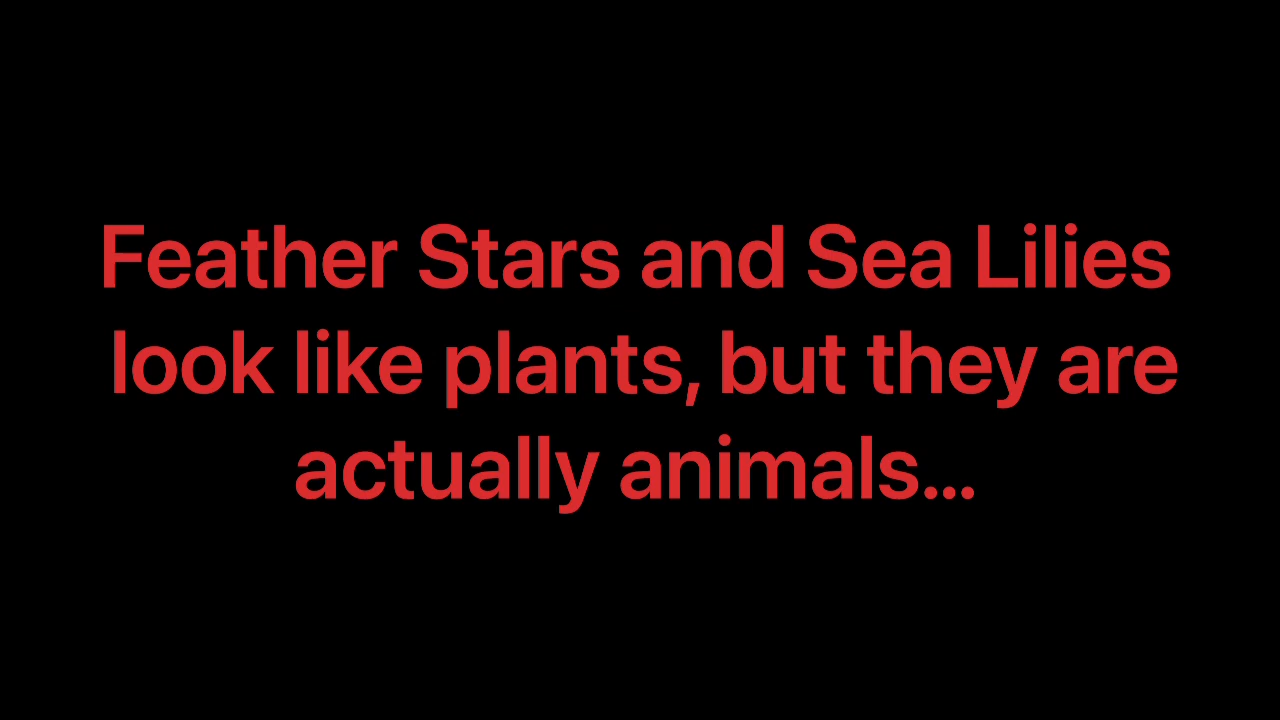 Feather Stars and Sea Lilies
look like plants, but they are
actually animals...